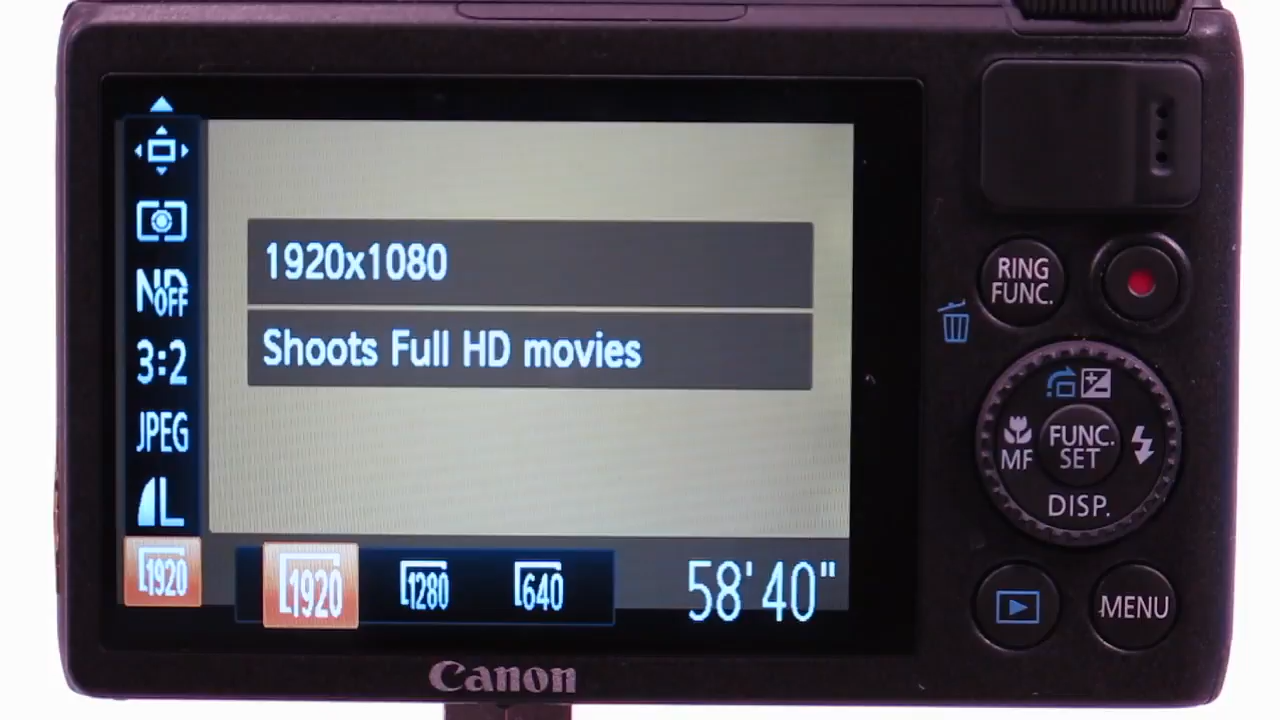 1920x1080
Shoots Full HD movies
ND
OFF
3:2
JPEG
L
1920
1920
1280
640
58'40"
RING
FUNC.
MF
FUNC.
SET
DISP.
MENU
Canon